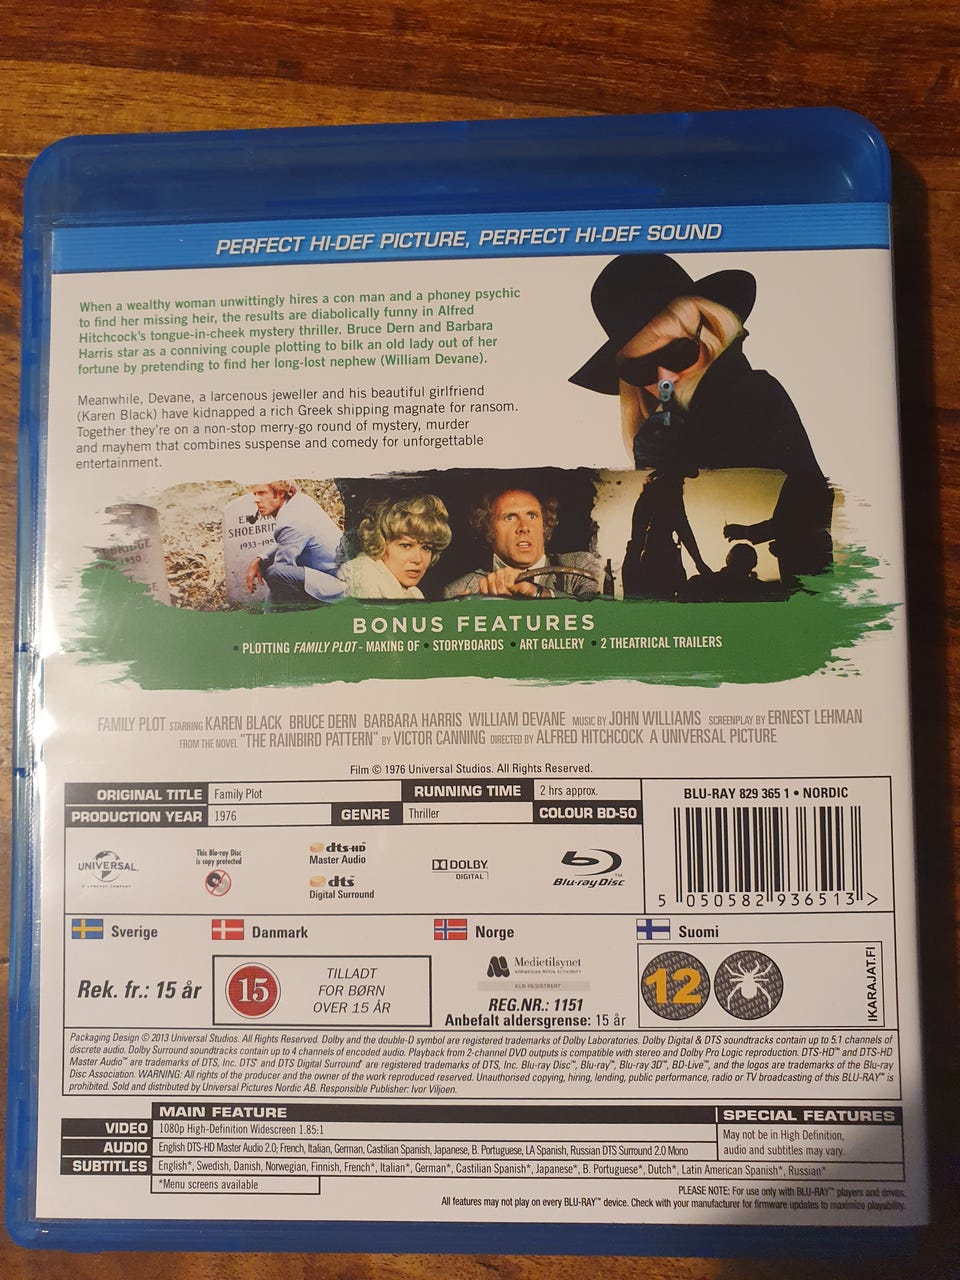 PERFECT HI-DEF PICTURE, PERFECT HI-DEF SOUND
When a wealthy woman unwittingly hires a con man and a phoney psychic
to find her missing heir, the results are diabolically funny in Alfred
Hitchcock's tongue-in-cheek mystery thriller. Bruce Dern and Barbara
Harris star as a conniving couple plotting to bilk an old lady out of her
fortune by pretending to find her long-lost nephew (William Devane).
Meanwhile, Devane, a larcenous jeweller and his beautiful girlfriend
(Karen Black) have kidnapped a rich Greek shipping magnate for ransom.
Together they're on a non-stop merry-go round of mystery, murder
and mayhem that combines suspense and comedy for unforgettable
entertainment.
SHOEBRI
1933-195
1950
BONUS FEATURES
• PLOTTING FAMILY PLOT - MAKING OF • STORYBOARDS • ART GALLERY • 2 THEATRICAL TRAILERS
FAMILY PLOT STARRING KAREN BLACK BRUCE DERN BARBARA HARRIS WILLIAM DEVANE MUSIC BY JOHN WILLIAMS SCREENPLAY BY ERNEST LEHMAN
FROM THE NOVEL "THE RAINBIRD PATTERN" BY VICTOR CANNING DIRECTED BY ALFRED HITCHCOCK A UNIVERSAL PICTURE
Film © 1976 Universal Studios. All Rights Reserved.
ORIGINAL TITLE Family Plot RUNNING TIME 2 hrs approx.
PRODUCTION YEAR 1976 GENRE Thriller COLOUR BD-50
BLU-RAY 829 365 1 • NORDIC
5 050582 936513 >
UNIVERSAL
This Blu-ray Disc
is copy protected
dts-HD
Master Audio
dts
Digital Surround
DOLBY
DIGITAL
Blu-ray Disc™
Sverige Danmark Norge Suomi
Rek. fr.: 15 år
15
TILLADT
FOR BØRN
OVER 15 ÅR
Medietilsynet
NORWEGIAN MEDIA AUTHORITY
KUN REGISTRERT
REG.NR.: 1151
Anbefalt aldersgrense: 15 år
12
IKARAJAT.FI
Packaging Design © 2013 Universal Studios. All Rights Reserved. Dolby and the double-D symbol are registered trademarks of Dolby Laboratories. Dolby Digital & DTS soundtracks contain up to 5.1 channels of
discrete audio. Dolby Surround soundtracks contain up to 4 channels of encoded audio. Playback from 2-channel DVD outputs is compatible with stereo and Dolby Pro Logic reproduction. DTS-HD™ and DTS-HD
Master Audio™ are trademarks of DTS, Inc. DTS and DTS Digital Surround® are registered trademarks of DTS, Inc. Blu-ray Disc™, Blu-ray™, Blu-ray 3D™, BD-Live™, and the logos are trademarks of the Blu-ray
Disc Association. WARNING: All rights of the producer and the owner of the work reproduced reserved. Unauthorised copying, hiring, lending, public performance, radio or TV broadcasting of this BLU-RAY™ is
prohibited. Sold and distributed by Universal Pictures Nordic AB. Responsible Publisher: Ivor Viljoen.
MAIN FEATURE SPECIAL FEATURES
VIDEO 1080p High-Definition Widescreen 1.85:1
AUDIO English DTS-HD Master Audio 2.0; French, Italian, German, Castilian Spanish, Japanese, B. Portuguese, LA Spanish, Russian DTS Surround 2.0 Mono
May not be in High Definition,
audio and subtitles may vary.
SUBTITLES English*, Swedish, Danish, Norwegian, Finnish, French*, Italian*, German*, Castilian Spanish*, Japanese*, B. Portuguese*, Dutch*, Latin American Spanish*, Russian*
*Menu screens available
PLEASE NOTE: For use only with BLU-RAY™ players and drives.
All features may not play on every BLU-RAY™ device. Check with your manufacturer for firmware updates to maximize playability.